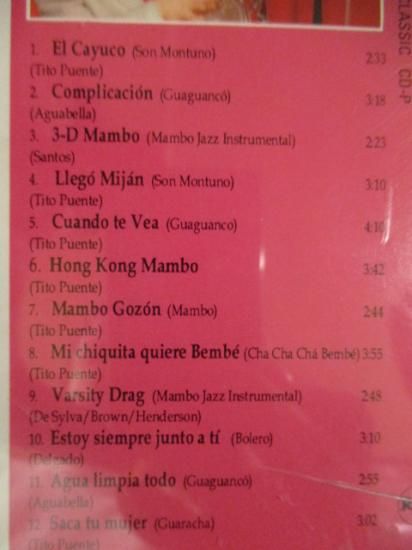 CLASSIC CD-P
1. El Cayuco (Son Montuno) 2:33
(Tito Puente)
2. Complicación (Guaguancó) 3:18
(Aguabella)
3. 3-D Mambo (Mambo Jazz Instrumental) 2:23
(Santos)
4. Llegó Miján (Son Montuno) 3:10
(Tito Puente)
5. Cuando te Vea (Guaguanco) 4:10
(Tito Puente)
6. Hong Kong Mambo 3:42
(Tito Puente)
7. Mambo Gozón (Mambo) 2:44
(Tito Puente)
8. Mi chiquita quiere Bembé (Cha Cha Chá Bembé) 3:55
(Tito Puente)
9. Varsity Drag (Mambo Jazz Instrumental) 2:48
(De Sylva/Brown/Henderson)
10. Estoy siempre junto a tí (Bolero) 3:10
(Delgado)
11. Agua limpia todo (Guaguancó) 2:55
(Aguabella)
12. Saca tu mujer (Guaracha) 3:02
(Tito Puente)